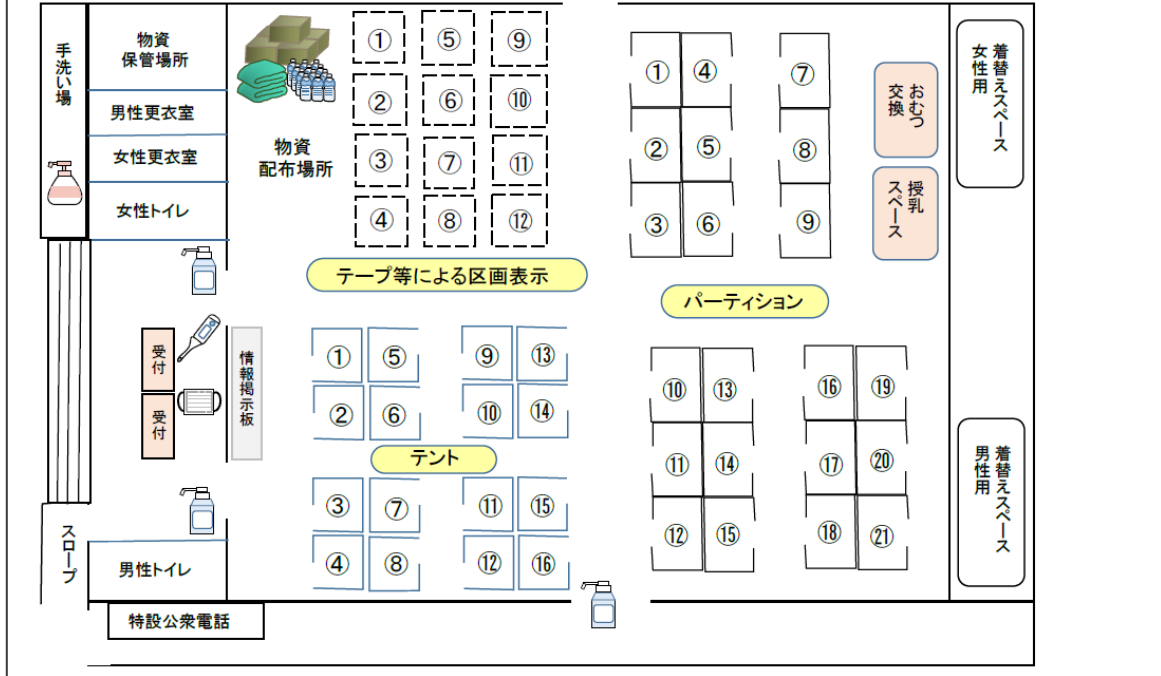 手洗い場
物資
保管場所
男性更衣室
女性更衣室
女性トイレ
物資
配布場所
① ⑤ ⑨
② ⑥ ⑩
③ ⑦ ⑪
④ ⑧ ⑫
テープ等による区画表示
① ④ ⑦
② ⑤ ⑧
③ ⑥ ⑨
パーティション
おむつ
交換
授乳
スペース
着替えスペース
女性用
受付
受付
情報掲示板
① ⑤ ⑨ ⑬
② ⑥ ⑩ ⑭
テント
③ ⑦ ⑪ ⑮
④ ⑧ ⑫ ⑯
⑩ ⑬ ⑯ ⑲
⑪ ⑭ ⑰ ⑳
⑫ ⑮ ⑱ ㉑
着替えスペース
男性用
スロープ
男性トイレ
特設公衆電話